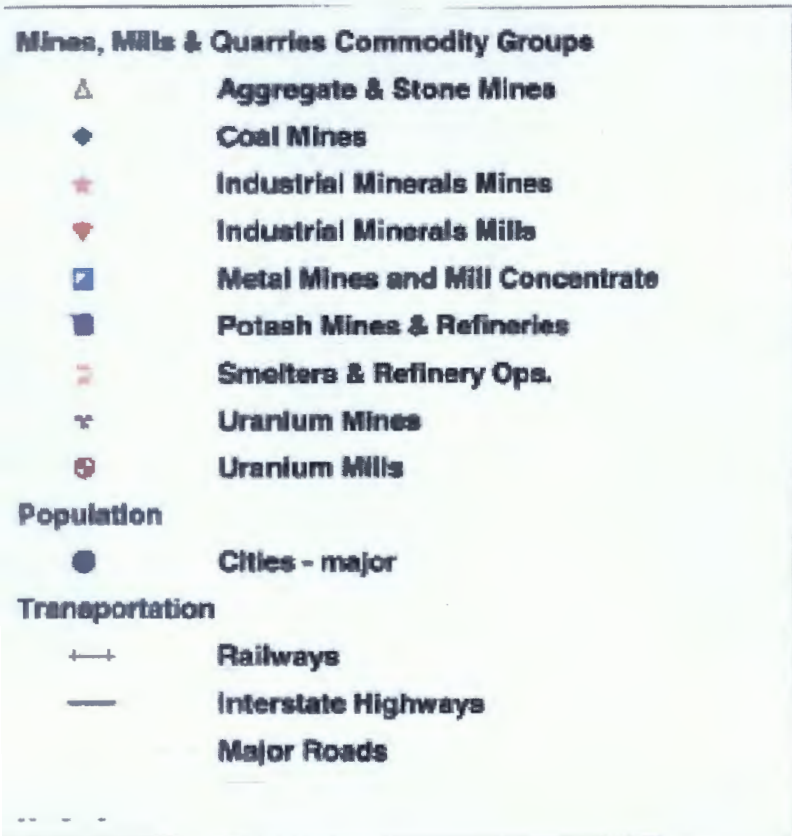 Mines, Mills & Quarries Commodity Groups
Aggregate & Stone Mines
Coal Mines
Industrial Minerals Mines
Industrial Minerals Mills
Metal Mines and Mill Concentrate
Potash Mines & Refineries
Smelters & Refinery Ops.
Uranium Mines
Uranium Mills
Population
Cities - major
Transportation
Railways
Interstate Highways
Major Roads